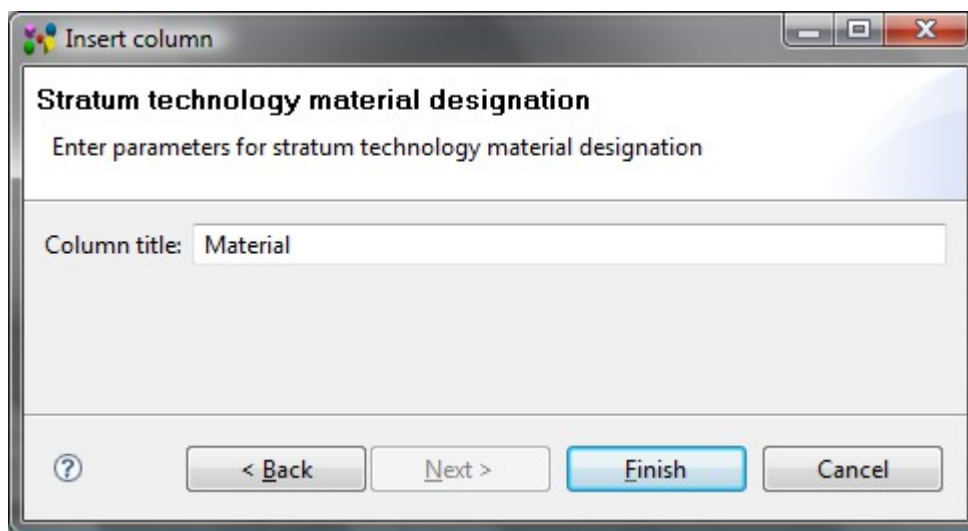 Insert column
Stratum technology material designation
Enter parameters for stratum technology material designation
Column title: Material
? < Back Next > Finish Cancel